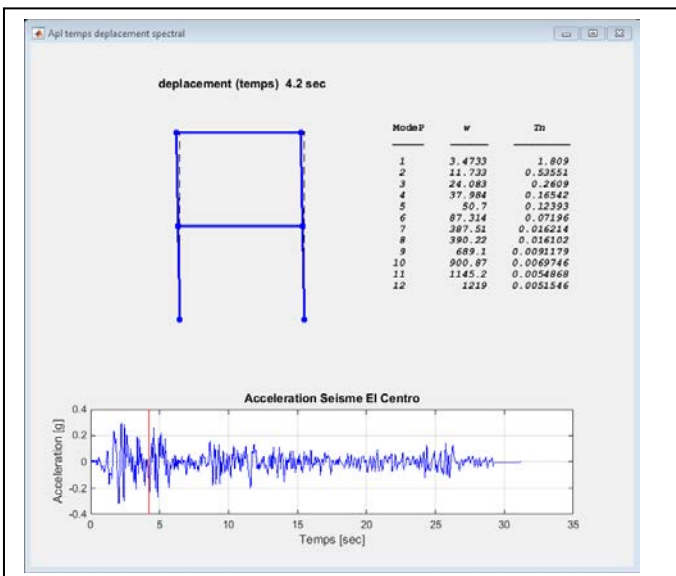 Apl temps deplacement spectral
deplacement (temps) 4.2 sec
ModeP w Tn
1 3.4733 1.809
2 11.733 0.53551
3 24.083 0.2609
4 37.984 0.16542
5 50.7 0.12393
6 87.314 0.07196
7 387.51 0.016214
8 390.22 0.016102
9 689.1 0.0091179
10 900.87 0.0069746
11 1145.2 0.0054868
12 1219 0.0051546
Acceleration Seisme El Centro
Acceleration [g]
0.4
0.2
0
-0.2
-0.4
0 5 10 15 20 25 30 35
Temps [sec]